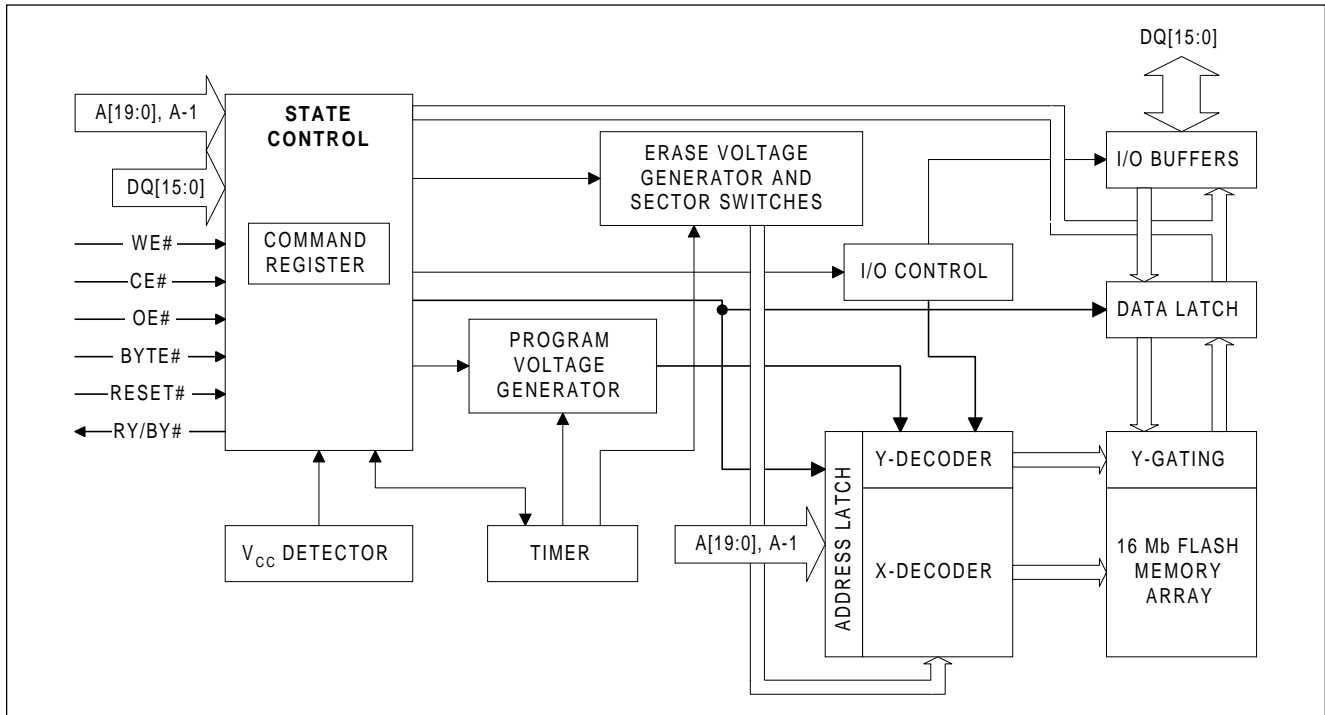 DQ[15:0]
A[19:0], A-1
STATE
CONTROL
ERASE VOLTAGE
GENERATOR AND
SECTOR SWITCHES
I/O BUFFERS
DQ[15:0]
WE#
COMMAND
REGISTER
CE#
I/O CONTROL
OE#
DATA LATCH
BYTE#
PROGRAM
VOLTAGE
GENERATOR
RESET#
RY/BY#
ADDRESS LATCH
Y-DECODER
Y-GATING
VCC DETECTOR
TIMER
A[19:0], A-1
X-DECODER
16 Mb FLASH
MEMORY
ARRAY